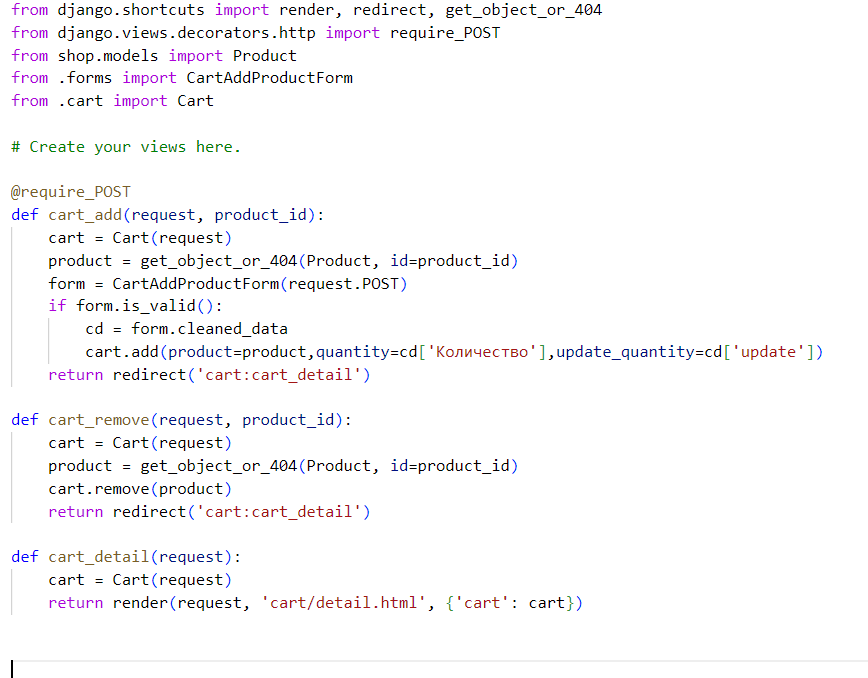 from django.shortcuts import render, redirect, get_object_or_404
from django.views.decorators.http import require_POST
from shop.models import Product
from .forms import CartAddProductForm
from .cart import Cart
# Create your views here.
@require_POST
def cart_add(request, product_id):
    cart = Cart(request)
    product = get_object_or_404(Product, id=product_id)
    form = CartAddProductForm(request.POST)
    if form.is_valid():
        cd = form.cleaned_data
        cart.add(product=product,quantity=cd['Количество'],update_quantity=cd['update'])
    return redirect('cart:cart_detail')
def cart_remove(request, product_id):
    cart = Cart(request)
    product = get_object_or_404(Product, id=product_id)
    cart.remove(product)
    return redirect('cart:cart_detail')
def cart_detail(request):
    cart = Cart(request)
    return render(request, 'cart/detail.html', {'cart': cart})